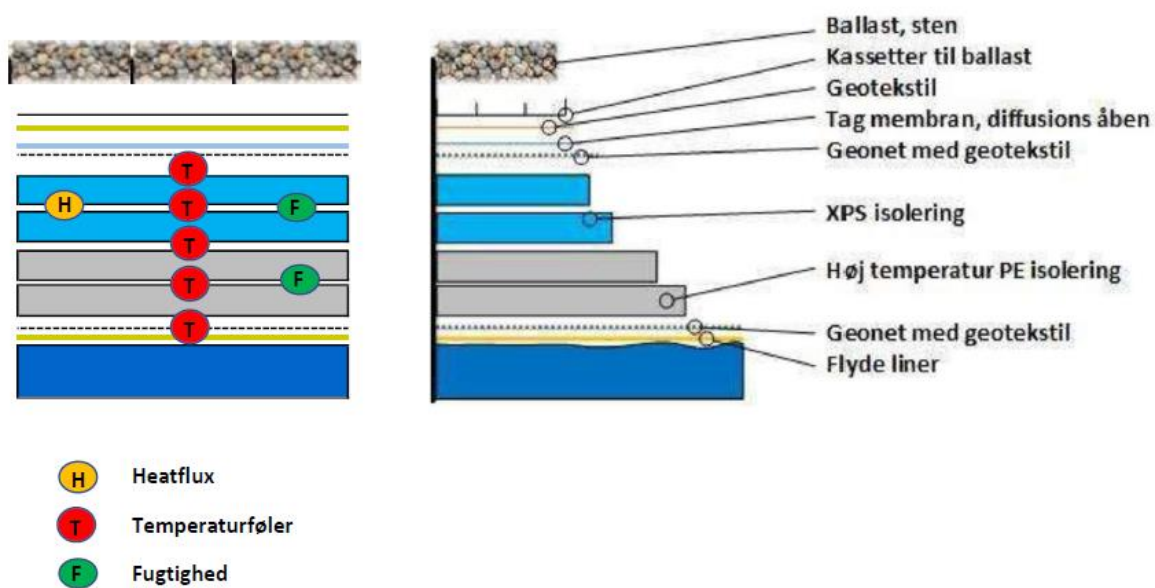 Ballast, sten
Kassetter til ballast
Geotekstil
Tag membran, diffusions åben
Geonet med geotekstil
XPS isolering
Høj temperatur PE isolering
Geonet med geotekstil
Flyde liner
T
H
T
F
T
T
F
T
H Heatflux
T Temperaturføler
F Fugtighed